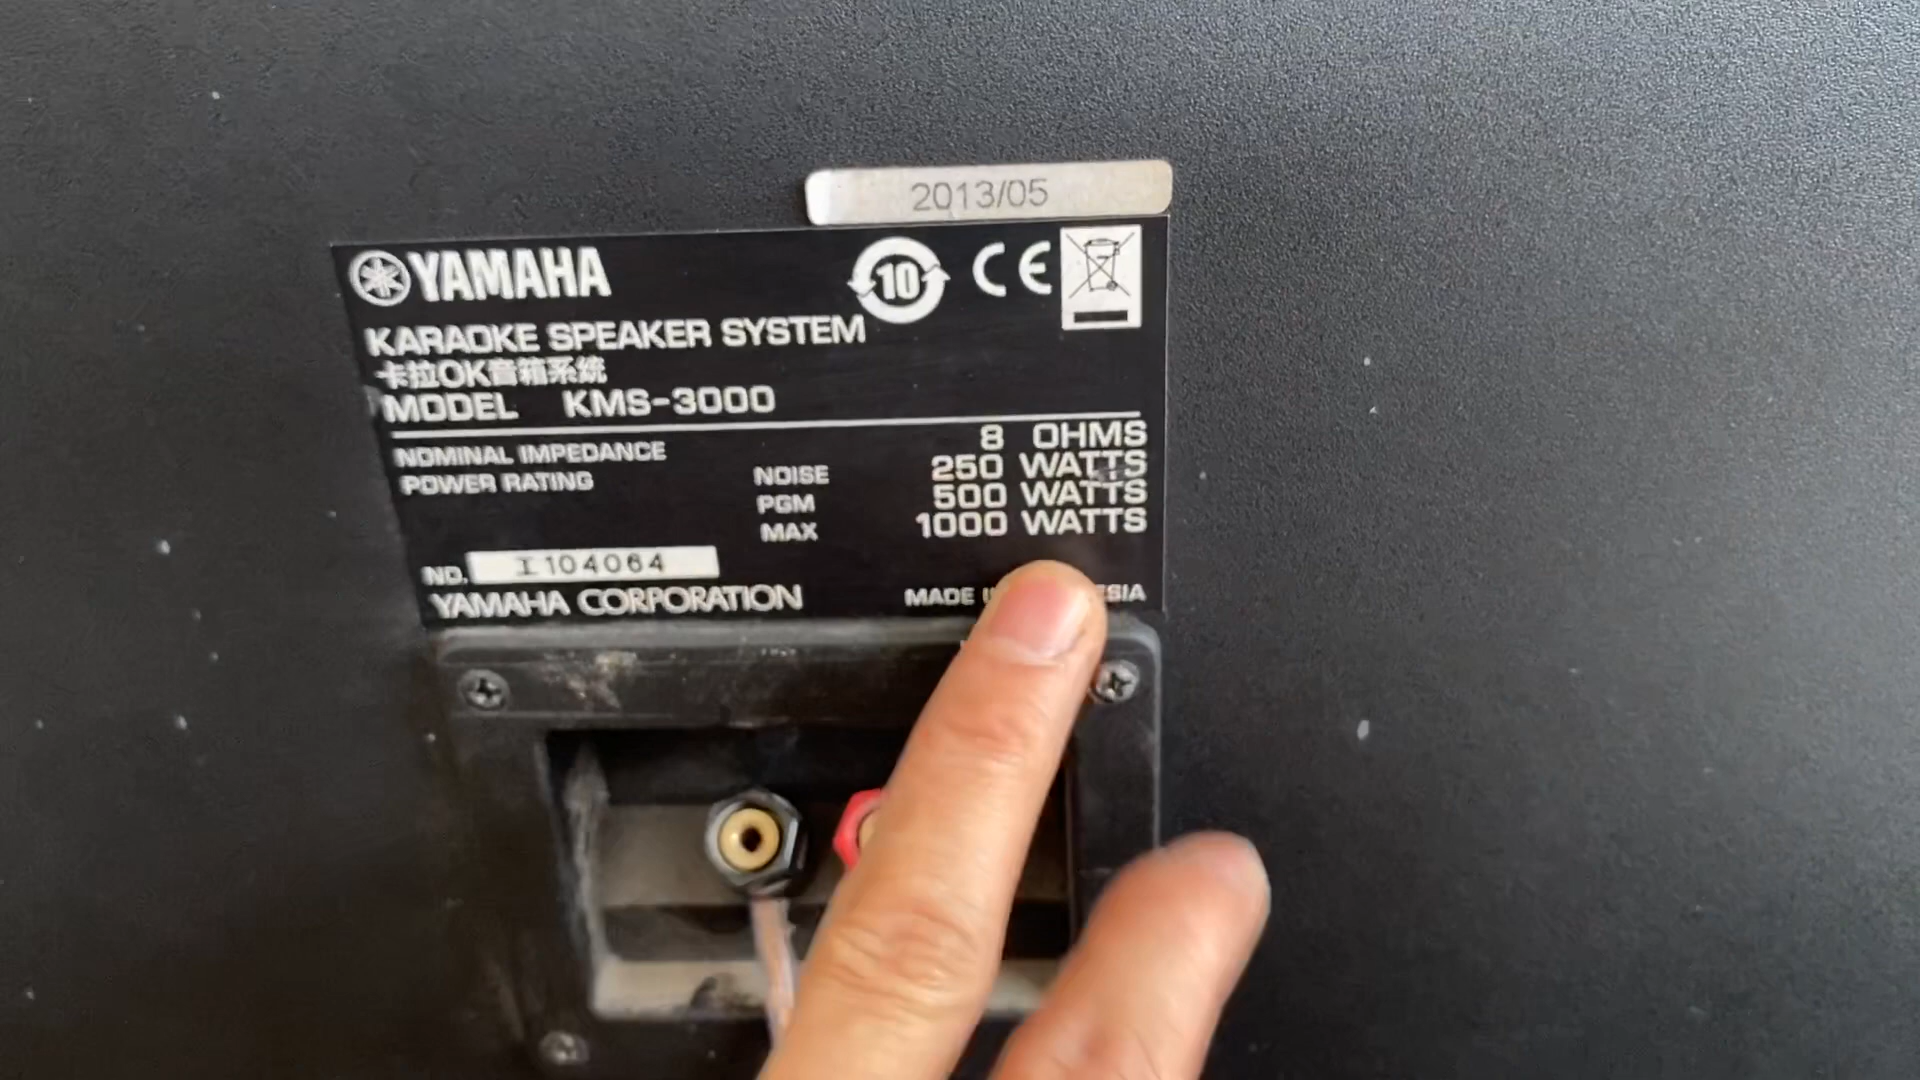 2013/05
YAMAHA
10 CE
KARAOKE SPEAKER SYSTEM
卡拉OK音箱系統
MODEL KMS-3000
NOMINAL IMPEDANCE 8 OHMS
POWER RATING NOISE 250 WATTS
PGM 500 WATTS
MAX 1000 WATTS
NO. I104064
YAMAHA CORPORATION MADE